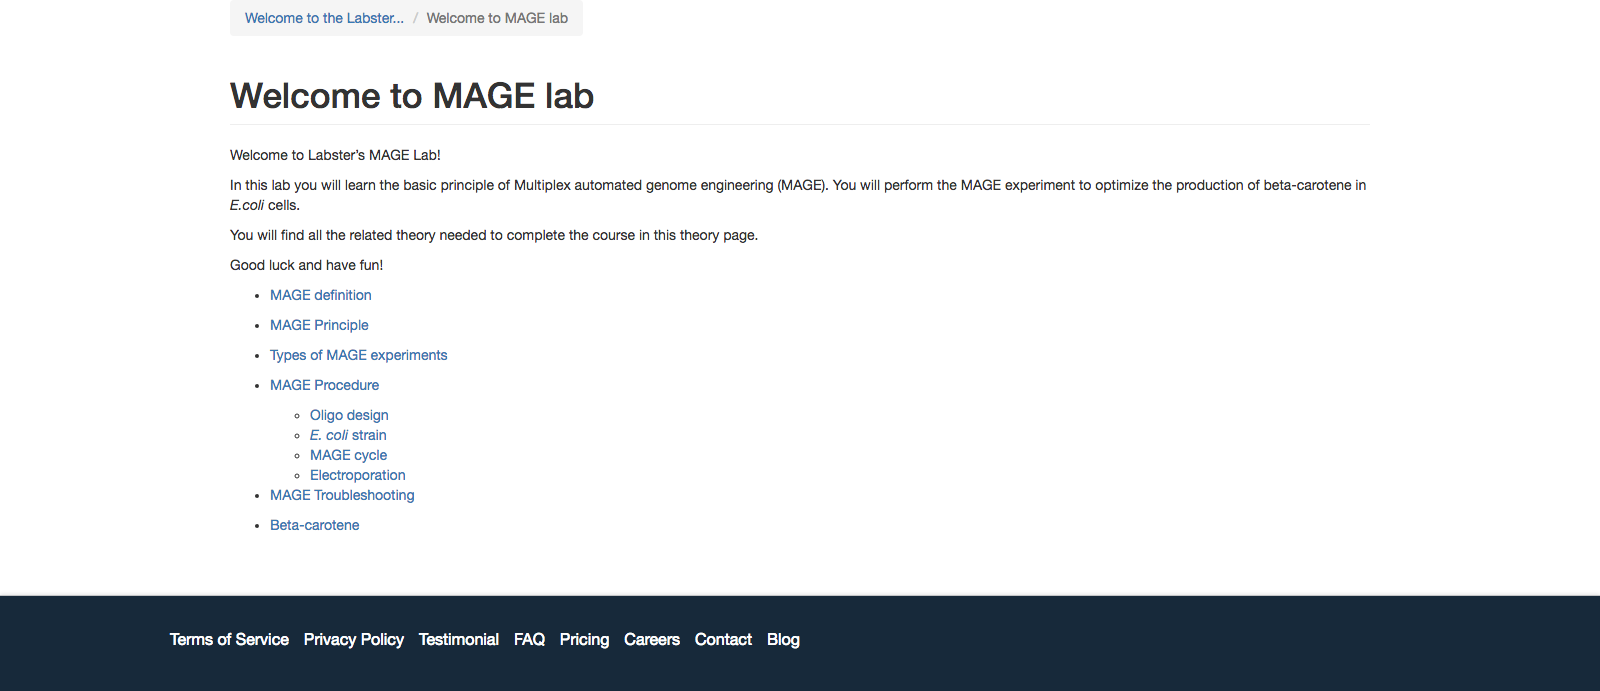 Welcome to the Labster... / Welcome to MAGE lab
Welcome to MAGE lab
Welcome to Labster’s MAGE Lab!
In this lab you will learn the basic principle of Multiplex automated genome engineering (MAGE). You will perform the MAGE experiment to optimize the production of beta-carotene in
E.coli cells.
You will find all the related theory needed to complete the course in this theory page.
Good luck and have fun!
MAGE definition
MAGE Principle
Types of MAGE experiments
MAGE Procedure
Oligo design
E. coli strain
MAGE cycle
Electroporation
MAGE Troubleshooting
Beta-carotene
Terms of Service Privacy Policy Testimonial FAQ Pricing Careers Contact Blog